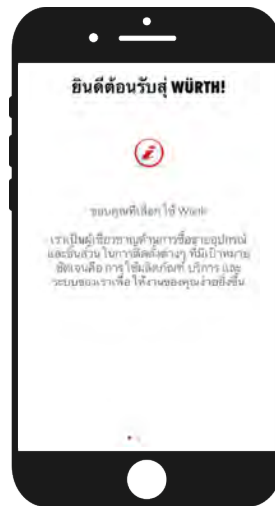 ยินดีต้อนรับสู่ WÜRTH!
i
ขอบคุณที่เลือกใช้ Würth
เราเป็นผู้เชี่ยวชาญด้านการซื้อขายอุปกรณ์
และชิ้นส่วนในการติดตั้งต่างๆ ที่มีเป้าหมาย
ชัดเจนคือ การใช้ผลิตภัณฑ์ บริการ และ
ระบบของเราเพื่อให้งานของคุณง่ายยิ่งขึ้น